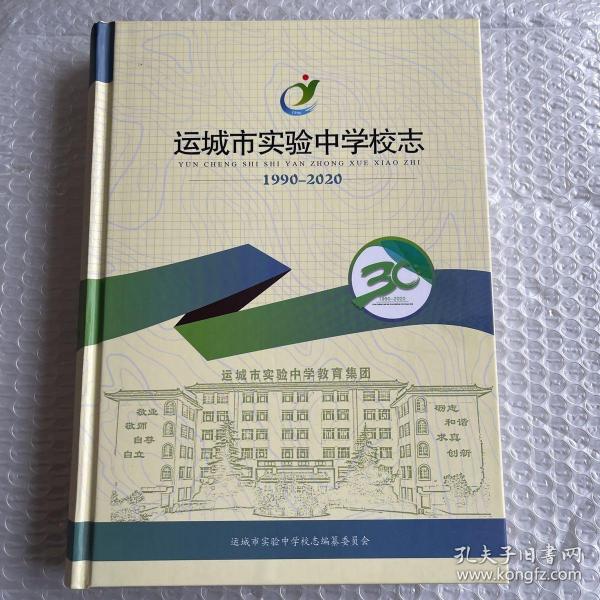 运城市实验中学校志
YUN CHENG SHI SHI YAN ZHONG XUE XIAO ZHI
1990-2020
30
1990-2020
运城市实验中学教育集团
敬业
敬师
自尊
自立
砺志
和谐
求真
创新
运城市实验中学校志编纂委员会
孔夫子旧书网
www.kongfz.com